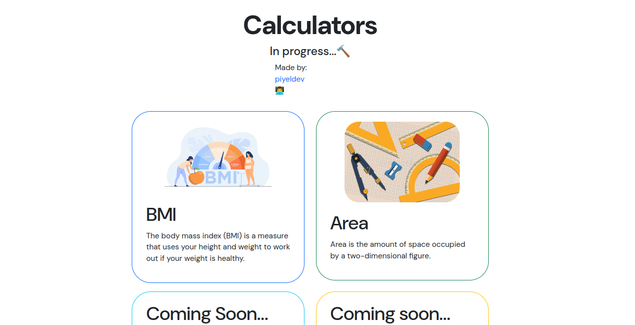 Calculators
In progress...🔨
Made by:
piyeldev
👨‍💻
BMI
BMI
The body mass index (BMI) is a measure
that uses your height and weight to work
out if your weight is healthy.
Area
Area is the amount of space occupied
by a two-dimensional figure.
Coming Soon...
Coming soon...